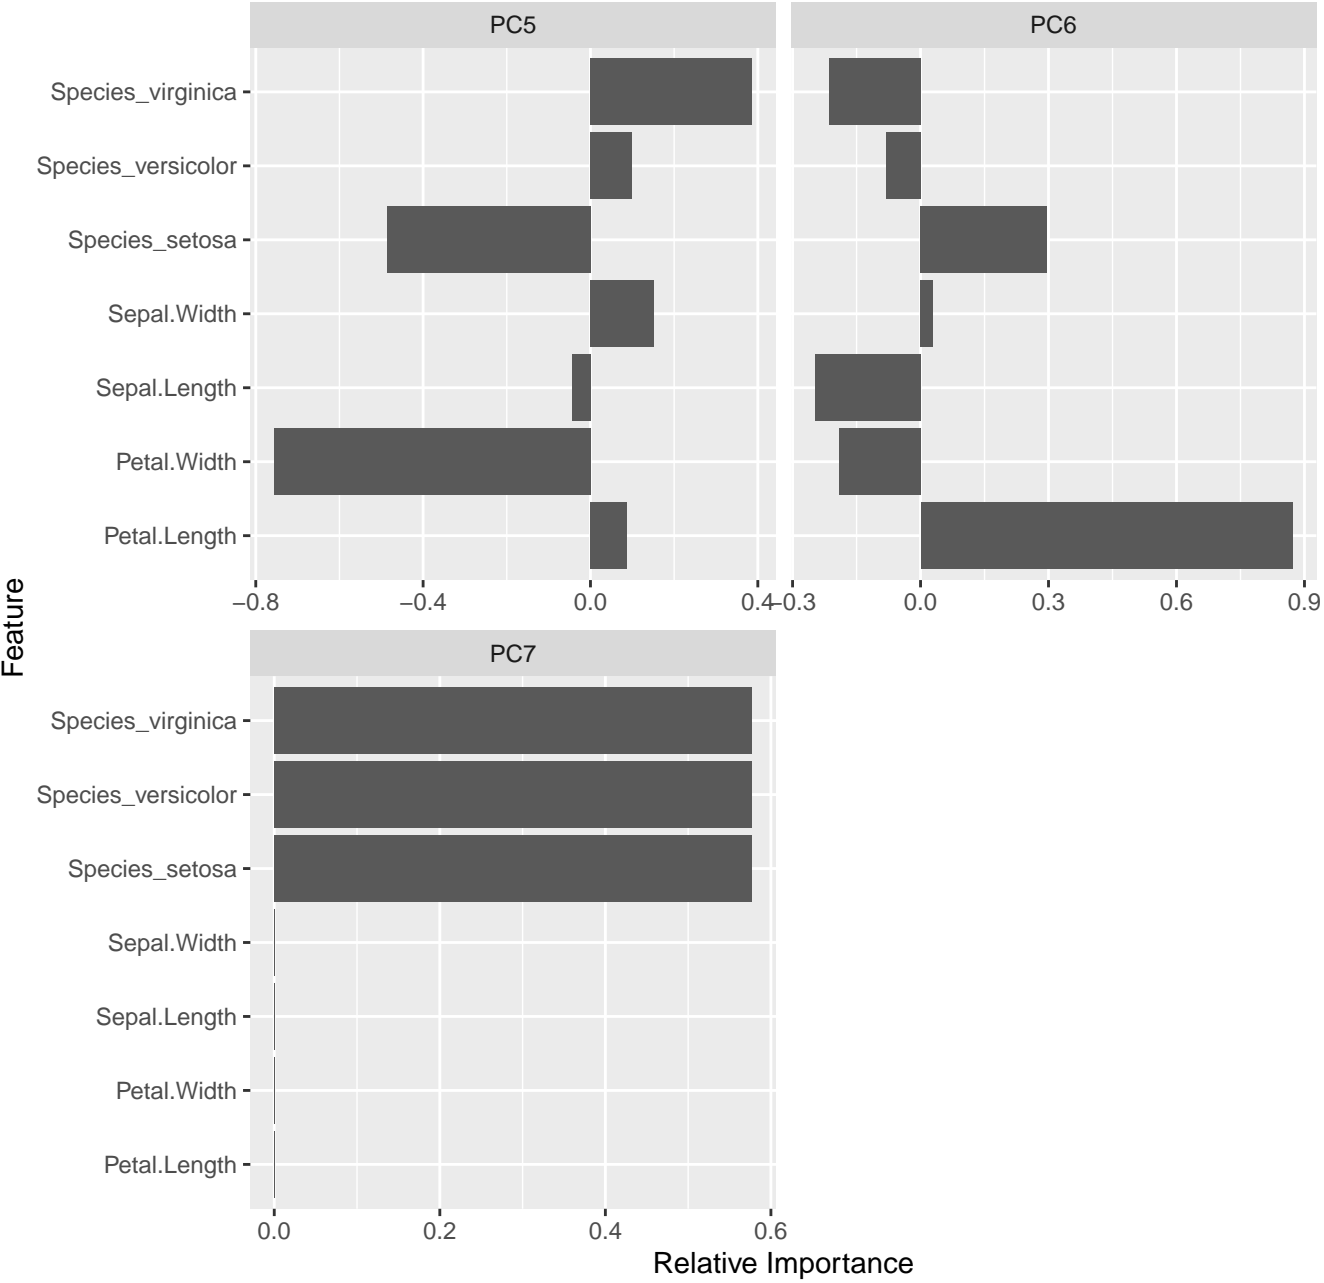 PC5
PC6
Species_virginica
Species_versicolor
Species_setosa
Sepal.Width
Sepal.Length
Petal.Width
Petal.Length
−0.8 −0.4 0.0 0.4
−0.3 0.0 0.3 0.6 0.9
Feature
PC7
Species_virginica
Species_versicolor
Species_setosa
Sepal.Width
Sepal.Length
Petal.Width
Petal.Length
0.0 0.2 0.4 0.6
Relative Importance